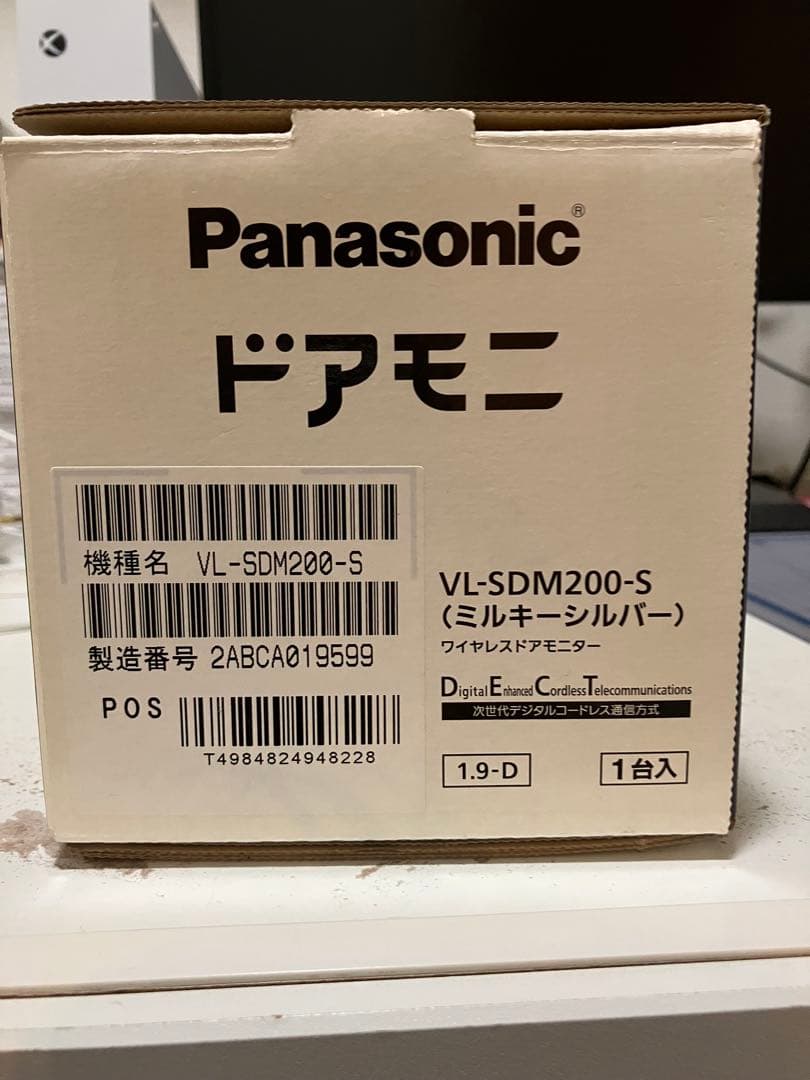 Panasonic®
ドアモニ
機種名 VL-SDM200-S
製造番号 2ABCA019599
POS
T4984824948228
VL-SDM200-S
(ミルキーシルバー)
ワイヤレスドアモニター
Digital Enhanced Cordless Telecommunications
次世代デジタルコードレス通信方式
1.9-D
1台入